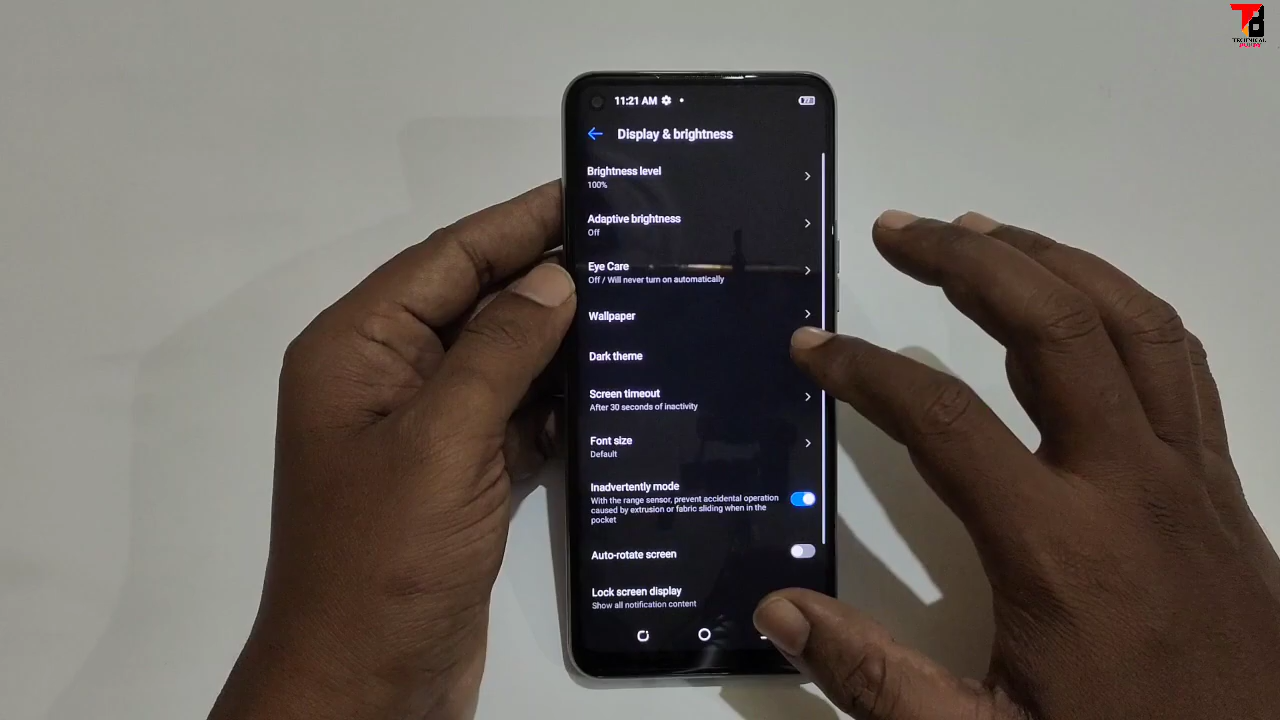 TECHNICAL
11:21 AM
Display & brightness
Brightness level
100%
Adaptive brightness
Off
Eye Care
Off / Will never turn on automatically
Wallpaper
Dark theme
Screen timeout
After 30 seconds of inactivity
Font size
Default
Inadvertently mode
With the range sensor, prevent accidental operation
caused by extrusion or fabric sliding when in the
pocket
Auto-rotate screen
Lock screen display
Show all notification content